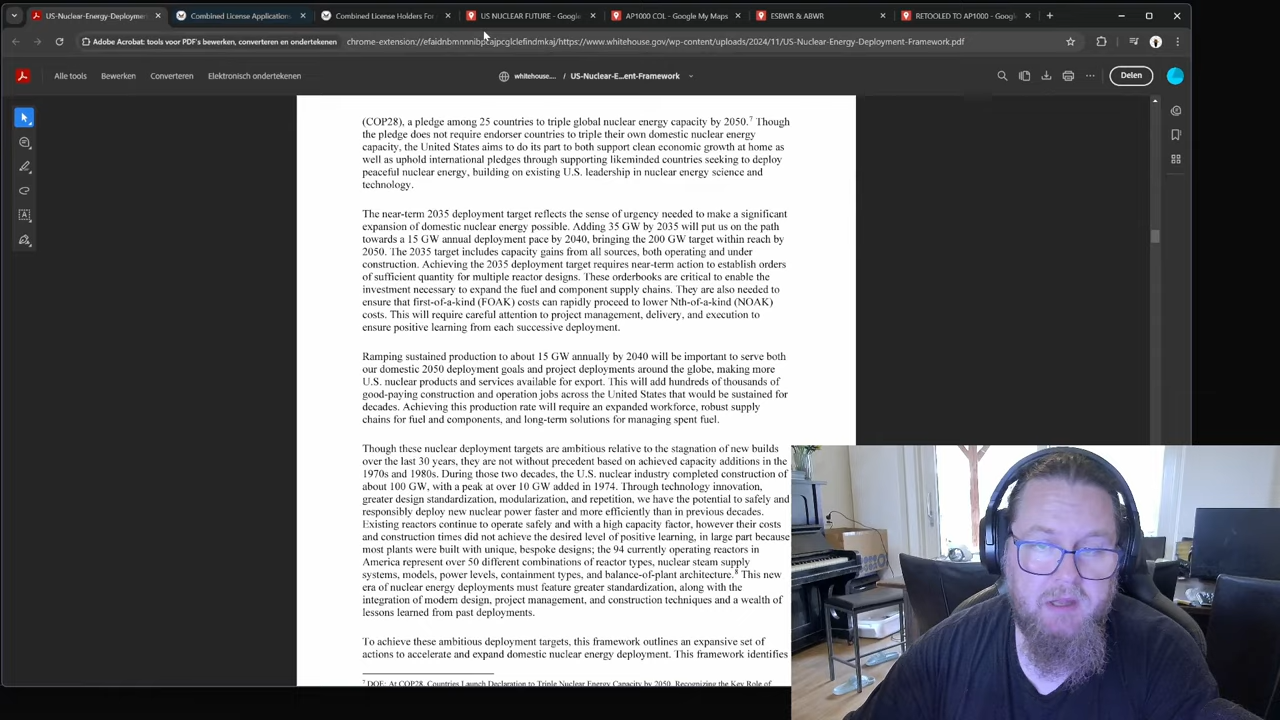 US-Nuclear-Energy-Deployment-
Combined License Applications
Combined License Holders For
US NUCLEAR FUTURE - Google
AP1000 COL - Google My Maps
ESBWR & ABWR
RETOOLED TO AP1000 - Google
Adobe Acrobat: tools voor PDF's bewerken, converteren en ondertekenen
whitehouse.gov/wp-content/uploads/2024/11/US-Nuclear-Energy-Deployment-Framework.pdf
Alle tools
Bewerken
Converteren
Elektronisch ondertekenen
whitehouse....
/ US-Nuclear-E...ent-Framework
Delen
(COP28), a pledge among 25 countries to triple global nuclear energy capacity by 2050.7 Though
the pledge does not require endorser countries to triple their own domestic nuclear energy
capacity, the United States aims to do its part to both support clean economic growth at home as
well as uphold international pledges through supporting likeminded countries seeking to deploy
peaceful nuclear energy, building on existing U.S. leadership in nuclear energy science and
technology.
The near-term 2035 deployment target reflects the sense of urgency needed to make a significant
expansion of domestic nuclear energy possible. Adding 35 GW by 2035 will put us on the path
towards a 15 GW annual deployment pace by 2040, bringing the 200 GW target within reach by
2050. The 2035 target includes capacity gains from all sources, both operating and under
construction. Achieving the 2035 deployment target requires near-term action to establish orders
of sufficient quantity for multiple reactor designs. These orderbooks are critical to enable the
investment necessary to expand the fuel and component supply chains. They are also needed to
ensure that first-of-a-kind (FOAK) costs can rapidly proceed to lower Nth-of-a-kind (NOAK)
costs. This will require careful attention to project management, delivery, and execution to
ensure positive learning from each successive deployment.
Ramping sustained production to about 15 GW annually by 2040 will be important to serve both
our domestic 2050 deployment goals and project deployments around the globe, making more
U.S. nuclear products and services available for export. This will add hundreds of thousands of
good-paying construction and operation jobs across the United States that would be sustained for
decades. Achieving this production rate will require an expanded workforce, robust supply
chains for fuel and components, and long-term solutions for managing spent fuel.
Though these nuclear deployment targets are ambitious relative to the stagnation of new builds
over the last 30 years, they are not without precedent based on achieved capacity additions in the
1970s and 1980s. During those two decades, the U.S. nuclear industry completed construction of
about 100 GW, with a peak at over 10 GW added in 1974. Through technology innovation,
greater design standardization, modularization, and repetition, we have the potential to safely and
responsibly deploy new nuclear power faster and more efficiently than in previous decades.
Existing reactors continue to operate safely and with a high capacity factor, however their costs
and construction times did not achieve the desired level of positive learning, in large part because
most plants were built with unique, bespoke designs; the 94 currently operating reactors in
America represent over 50 different combinations of reactor types, nuclear steam supply
systems, models, power levels, containment types, and balance-of-plant architecture.8 This new
era of nuclear energy deployments must feature greater standardization, along with the
integration of modern design, project management, and construction techniques and a wealth of
lessons learned from past deployments.
To achieve these ambitious deployment targets, this framework outlines an expansive set of
actions to accelerate and expand domestic nuclear energy deployment. This framework identifies
7 DOE: At COP28, Countries Launch Declaration to Triple Nuclear Energy Capacity by 2050, Recognizing the Key Role of